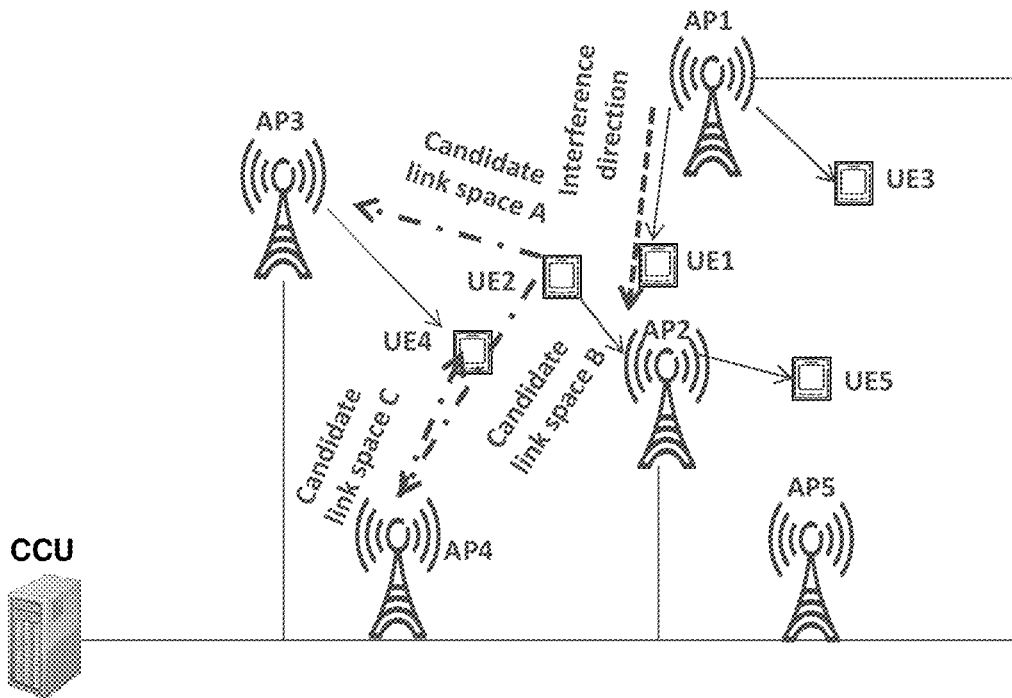 AP1
Interference
direction
AP3
Candidate
link space A
UE3
UE1
UE2
AP2
UE4
Candidate
link space B
UE5
Candidate
link space C
AP5
CCU
AP4